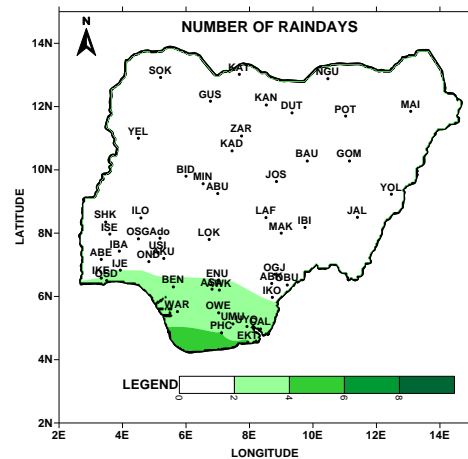 NUMBER OF RAINDAYS
N
14N
12N
10N
8N
6N
4N
2N
LATITUDE
SOK
KAT
NGU
GUS
KAN
DUT
POT
MAI
YEL
ZAR
KAD
BAU
GOM
BID
MIN
ABU
JOS
YOL
SHK
ILO
LAF
IBI
JAL
ISE
OSG
Ado
LOK
MAK
ABE
IBA
USI
AKU
OND
IKE
IJE
OGJ
BEN
ENU
AWK
IKO
WAR
OWE
UMU
UYO
CAL
PHC
EKT
LEGEND
0
2
4
6
8
2E
4E
6E
8E
10E
12E
14E
LONGITUDE